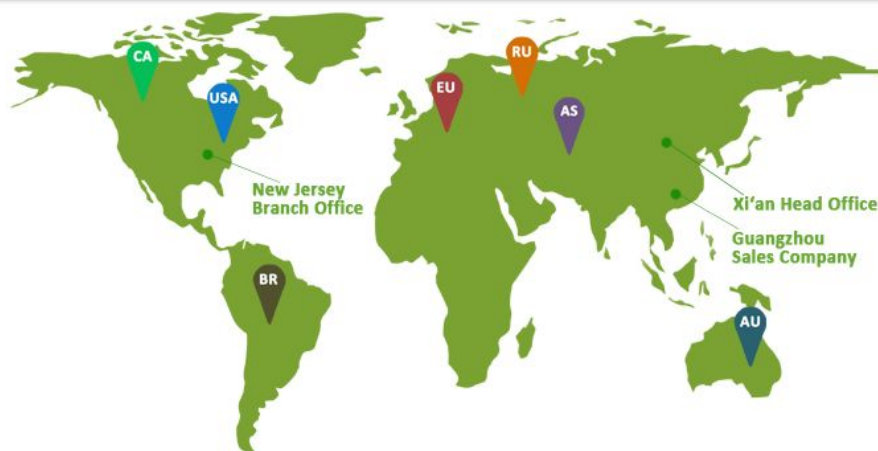 CA
RU
EU
USA
AS
New Jersey
Branch Office
Xi‘an Head Office
Guangzhou
Sales Company
BR
AU